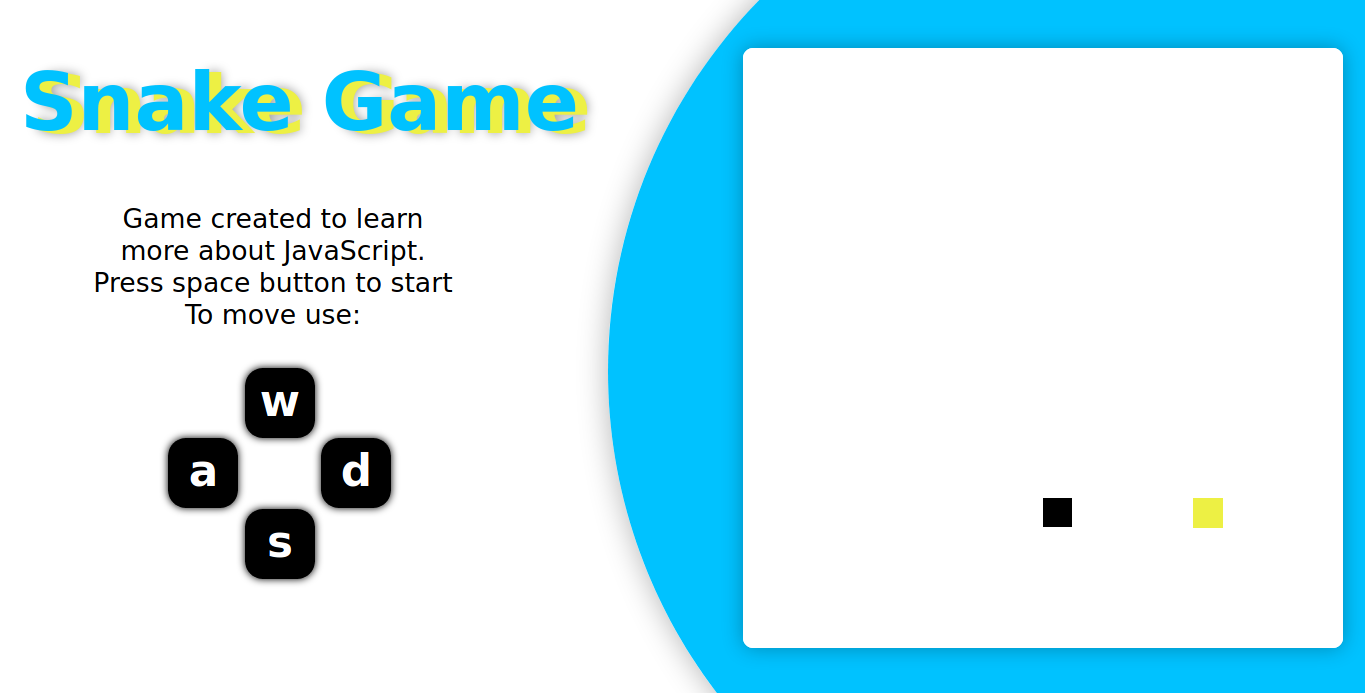 Snake Game
Game created to learn
more about JavaScript.
Press space button to start
To move use:
w
a d
s